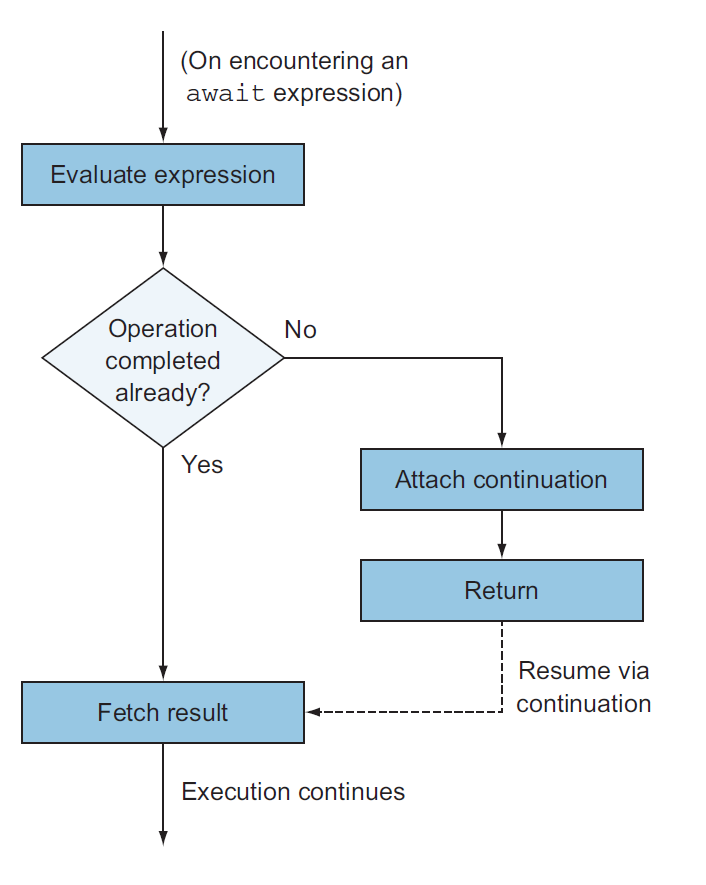 (On encountering an
await expression)
Evaluate expression
Operation
completed
already?
No
Yes
Attach continuation
Return
Resume via
continuation
Fetch result
Execution continues